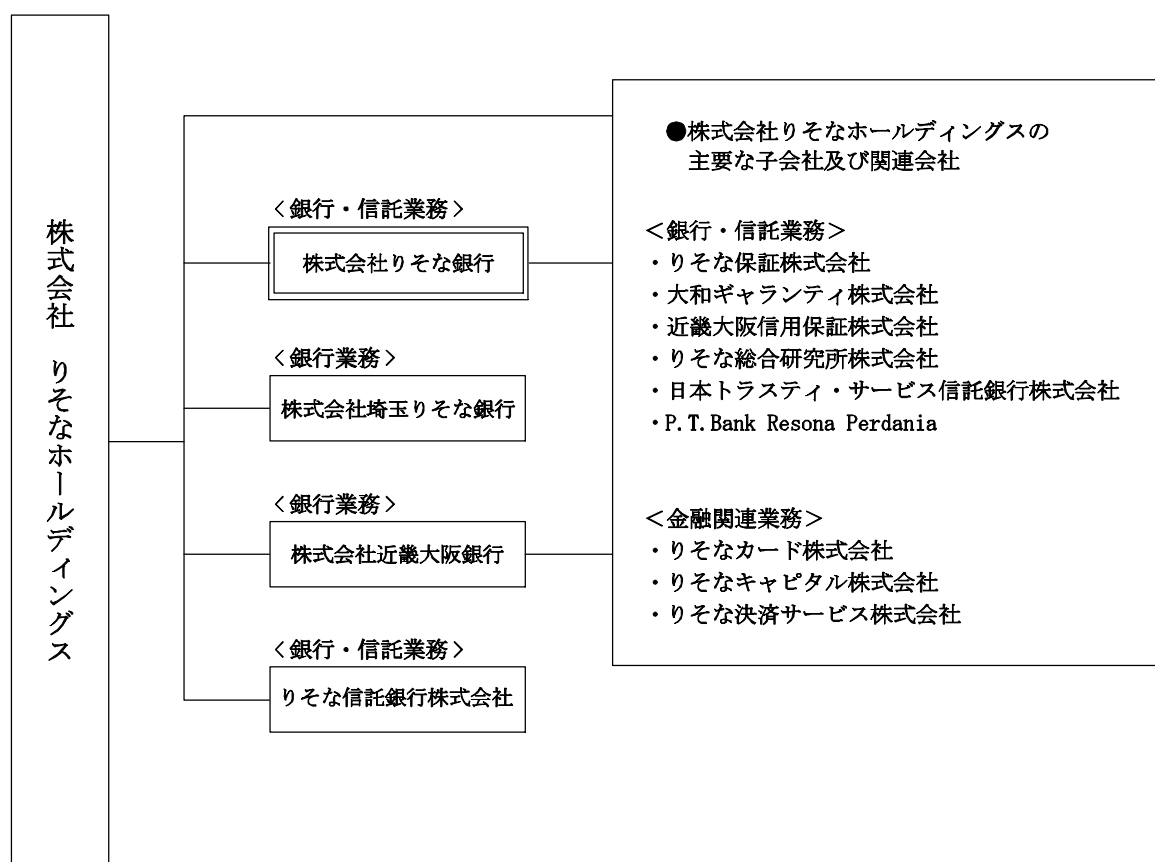 株式会社 りそなホールディングス
<銀行・信託業務>
株式会社りそな銀行
<銀行業務>
株式会社埼玉りそな銀行
<銀行業務>
株式会社近畿大阪銀行
<銀行・信託業務>
りそな信託銀行株式会社
●株式会社りそなホールディングスの
主要な子会社及び関連会社
<銀行・信託業務>
・りそな保証株式会社
・大和ギャランティ株式会社
・近畿大阪信用保証株式会社
・りそな総合研究所株式会社
・日本トラスティ・サービス信託銀行株式会社
・P.T.Bank Resona Perdania
<金融関連業務>
・りそなカード株式会社
・りそなキャピタル株式会社
・りそな決済サービス株式会社